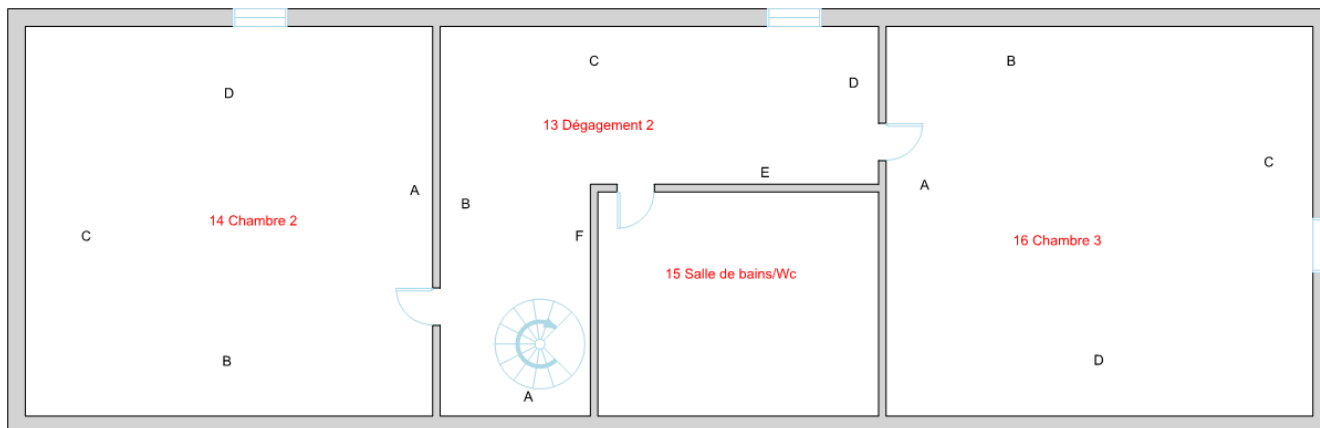 C
B
D
D
13 Dégagement 2
C
E
A
A
B
14 Chambre 2
C
F
16 Chambre 3
15 Salle de bains/Wc
B
D
A